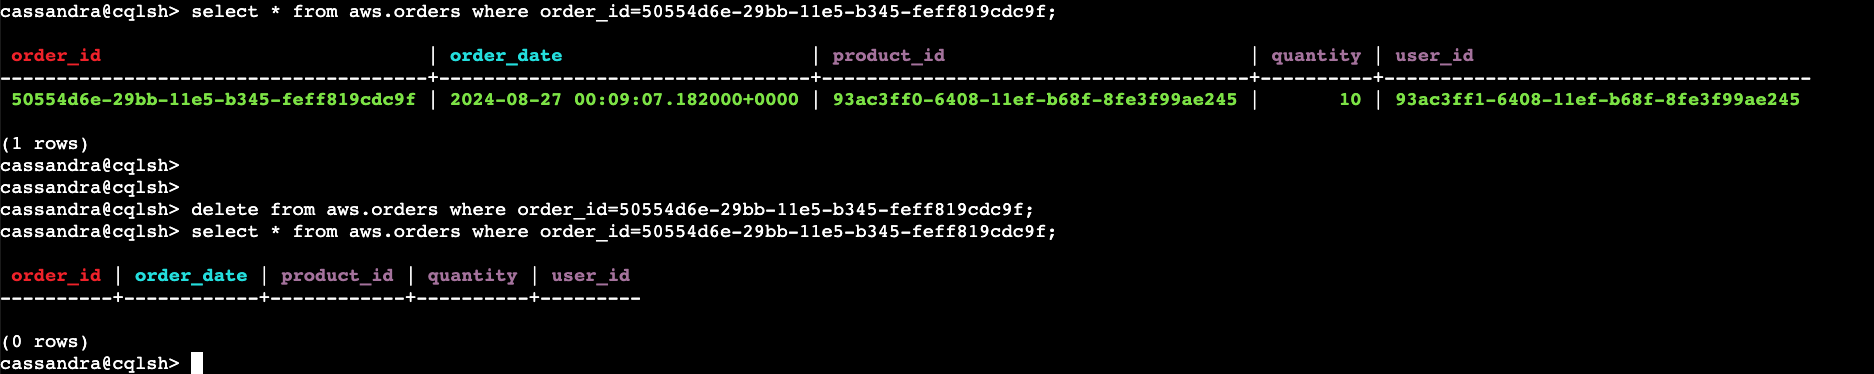 cassandra@cqlsh> select * from aws.orders where order_id=50554d6e-29bb-11e5-b345-feff819cdc9f;
order_id | order_date | product_id | quantity | user_id
--------------------------------------+---------------------------------+--------------------------------------+----------+--------------------------------------
50554d6e-29bb-11e5-b345-feff819cdc9f | 2024-08-27 00:09:07.182000+0000 | 93ac3ff0-6408-11ef-b68f-8fe3f99ae245 | 10 | 93ac3ff1-6408-11ef-b68f-8fe3f99ae245
(1 rows)
cassandra@cqlsh>
cassandra@cqlsh>
cassandra@cqlsh> delete from aws.orders where order_id=50554d6e-29bb-11e5-b345-feff819cdc9f;
cassandra@cqlsh> select * from aws.orders where order_id=50554d6e-29bb-11e5-b345-feff819cdc9f;
order_id | order_date | product_id | quantity | user_id
----------+------------+------------+----------+---------
(0 rows)
cassandra@cqlsh>